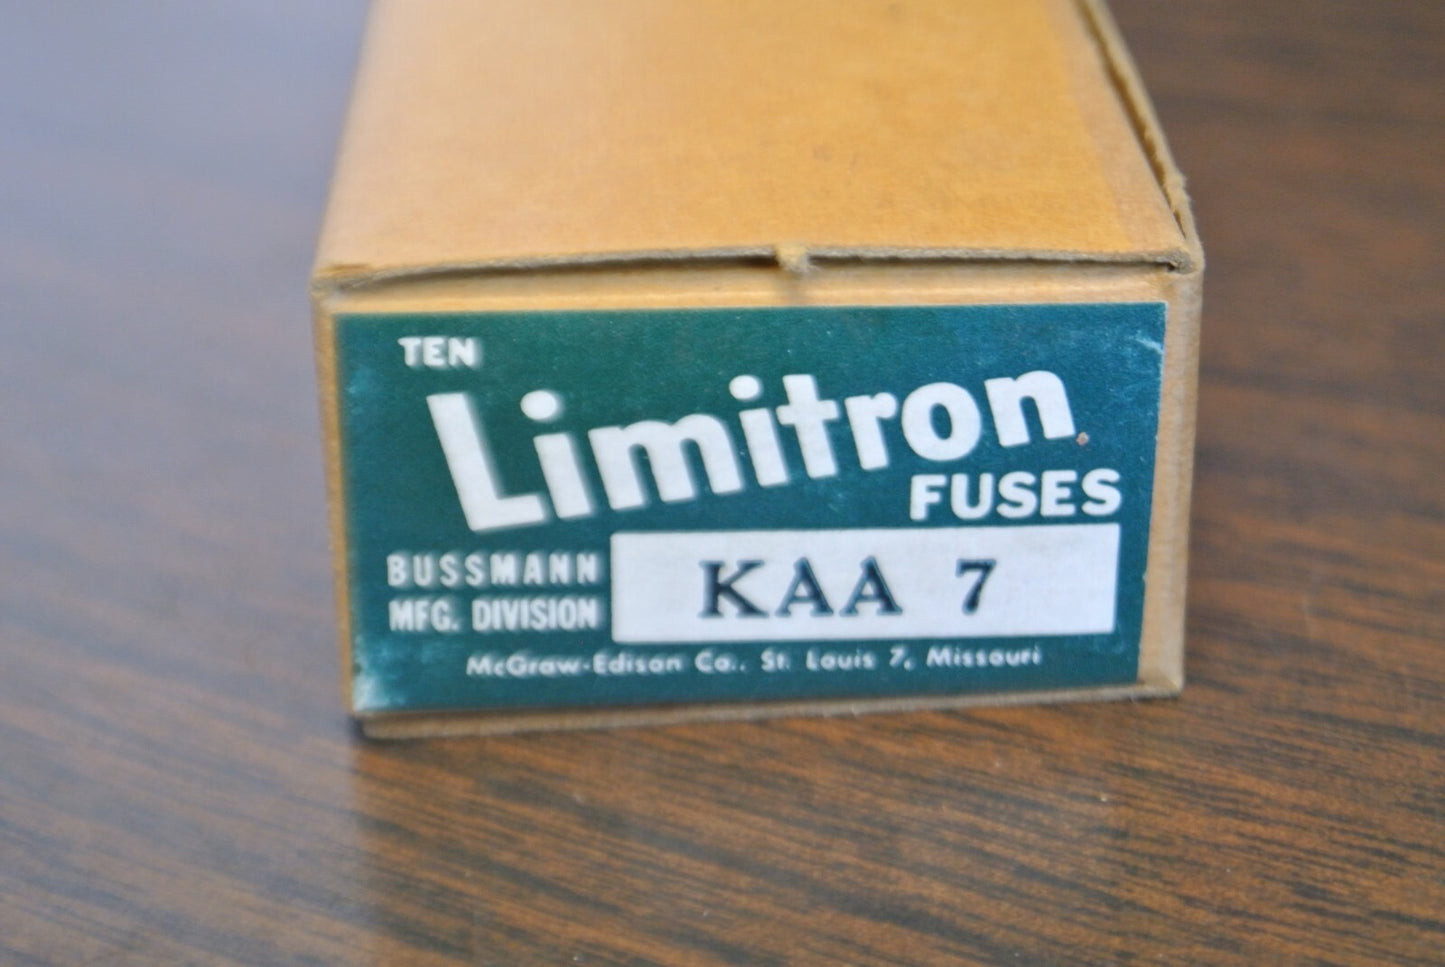 TEN
Limitron
FUSES
BUSSMANN
MFG. DIVISION
KAA 7
McGraw-Edison Co., St. Louis 7, Missouri